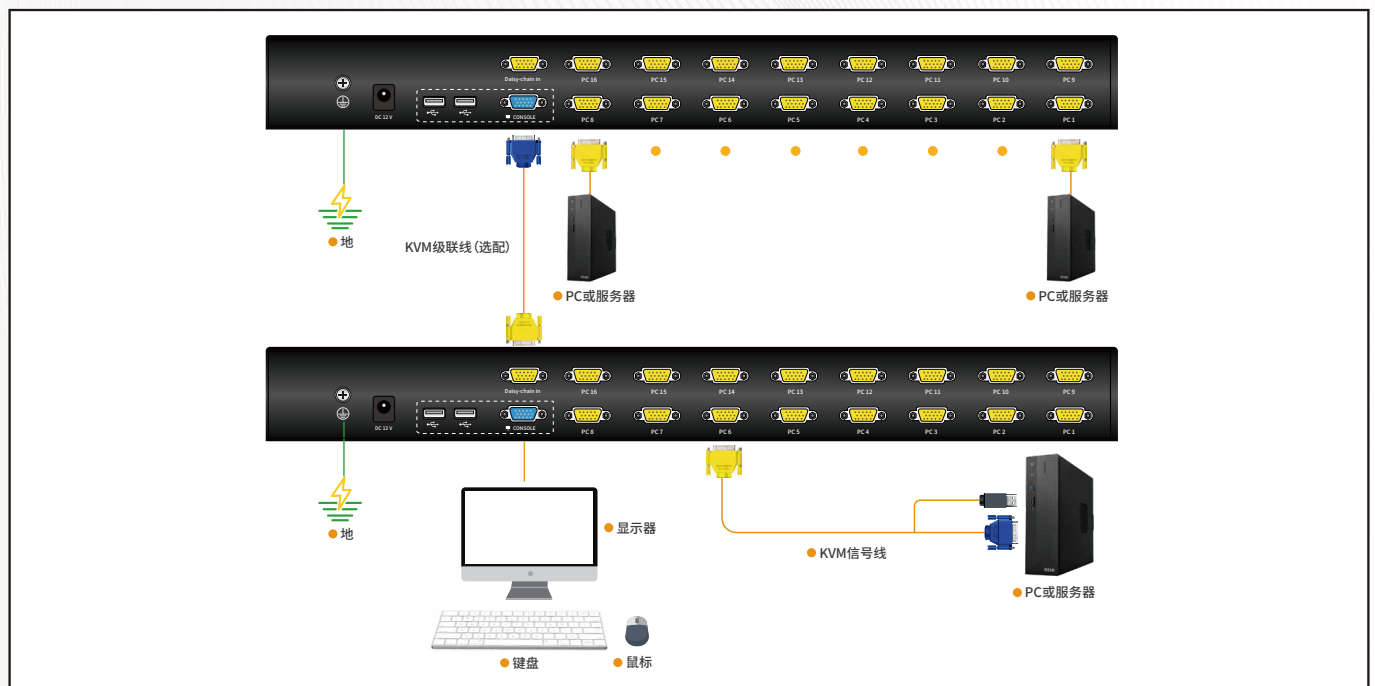 Daisy-chain in
PC 16
PC 15
PC 14
PC 13
PC 12
PC 11
PC 10
PC 9
DC 12 V
CONSOLE
PC 8
PC 7
PC 6
PC 5
PC 4
PC 3
PC 2
PC 1
地
KVM级联线(选配)
PC或服务器
PC或服务器
Daisy-chain in
PC 16
PC 15
PC 14
PC 13
PC 12
PC 11
PC 10
PC 9
DC 12 V
CONSOLE
PC 8
PC 7
PC 6
PC 5
PC 4
PC 3
PC 2
PC 1
地
显示器
KVM信号线
PC或服务器
键盘
鼠标